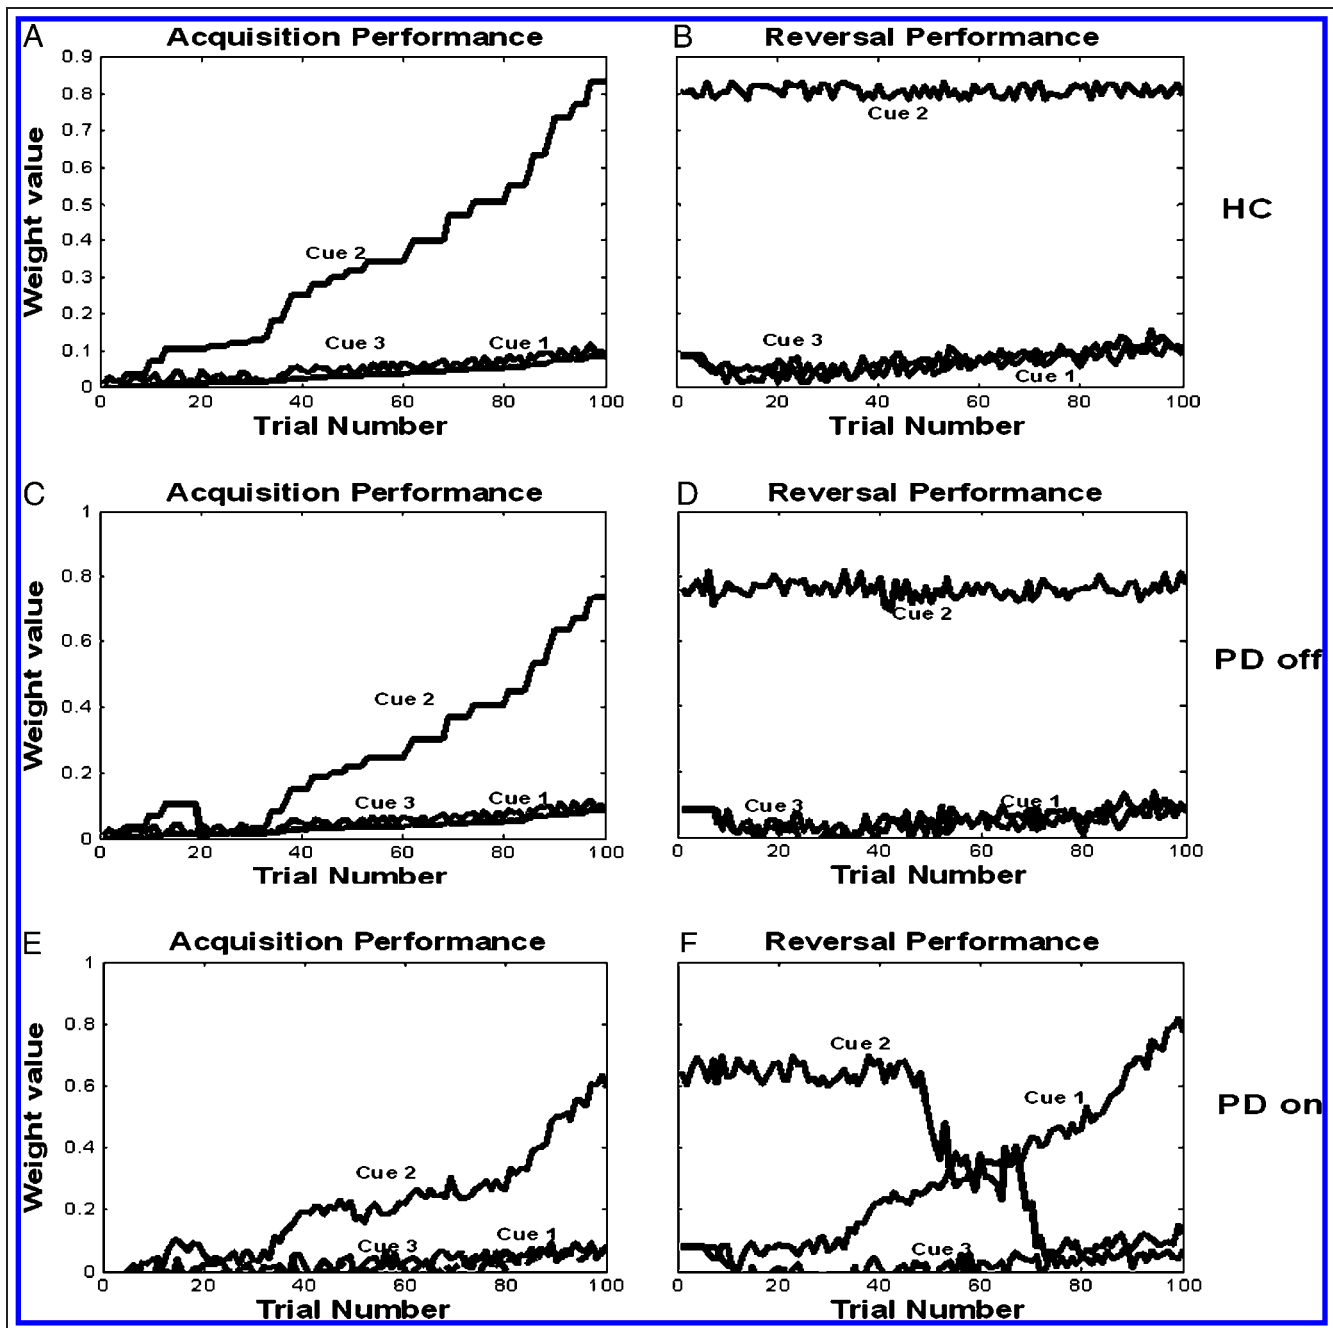 A Acquisition Performance
B Reversal Performance
0.9
0.8
0.7
0.6
0.5
0.4
0.3
0.2
0.1
0
Weight value
Cue 2
Cue 3
Cue 1
0 20 40 60 80 100
Trial Number
Cue 2
Cue 3
Cue 1
0 20 40 60 80 100
Trial Number
HC
C Acquisition Performance
D Reversal Performance
1
0.8
0.6
0.4
0.2
0
Weight value
Cue 2
Cue 3
Cue 1
0 20 40 60 80 100
Trial Number
Cue 2
Cue 3
Cue 1
0 20 40 60 80 100
Trial Number
PD off
E Acquisition Performance
F Reversal Performance
1
0.8
0.6
0.4
0.2
0
Weight value
Cue 2
Cue 3
Cue 1
0 20 40 60 80 100
Trial Number
Cue 2
Cue 1
Cue 3
0 20 40 60 80 100
Trial Number
PD on